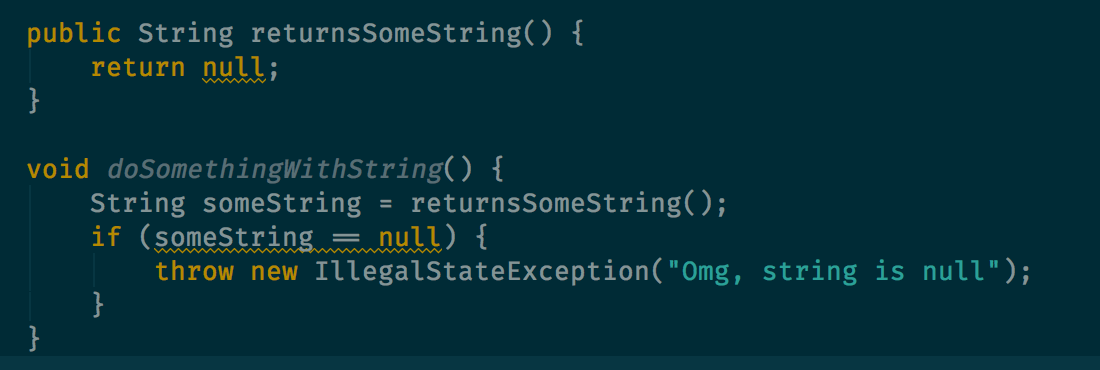 public String returnsSomeString() {
    return null;
}

void doSomethingWithString() {
    String someString = returnsSomeString();
    if (someString == null) {
        throw new IllegalStateException("Omg, string is null");
    }
}